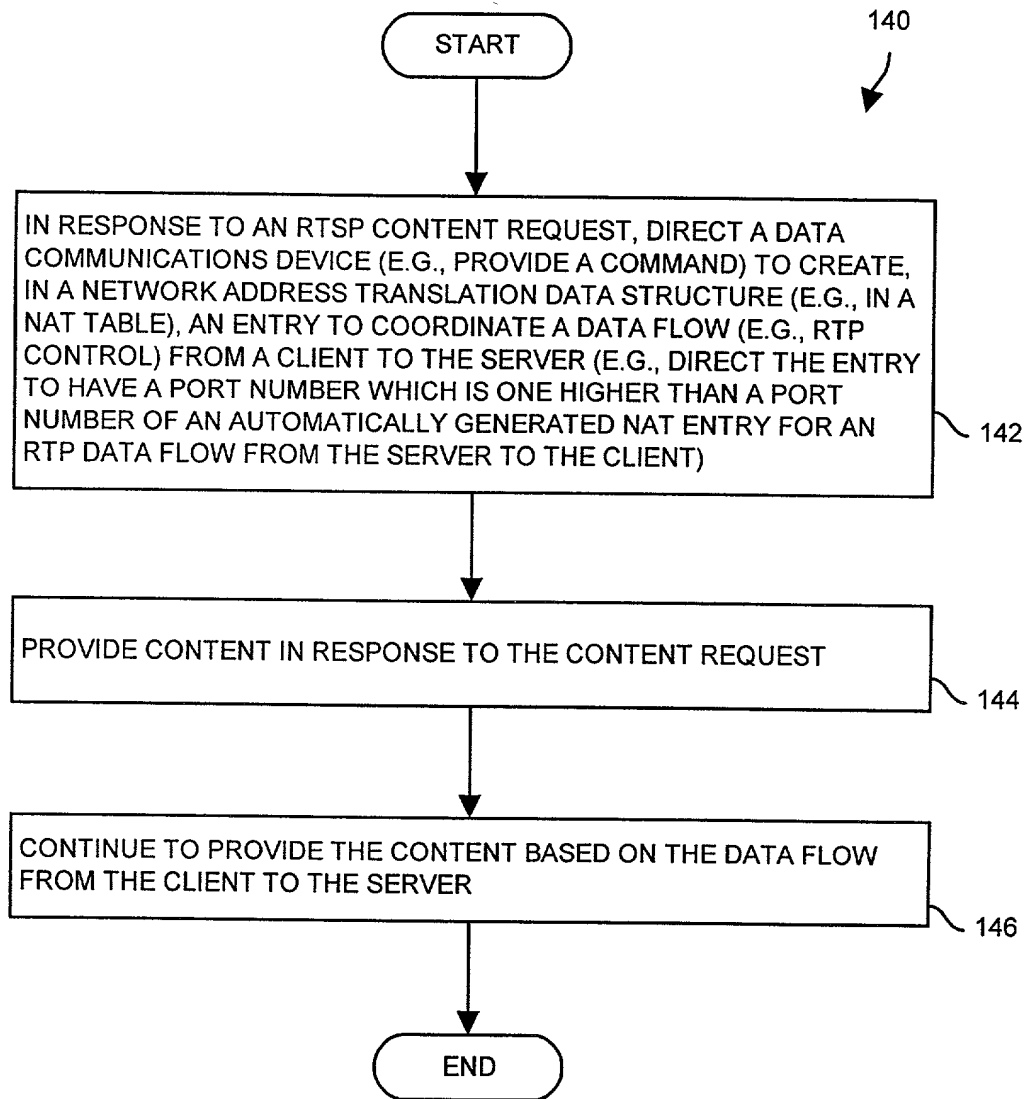 START
140
IN RESPONSE TO AN RTSP CONTENT REQUEST, DIRECT A DATA
COMMUNICATIONS DEVICE (E.G., PROVIDE A COMMAND) TO CREATE,
IN A NETWORK ADDRESS TRANSLATION DATA STRUCTURE (E.G., IN A
NAT TABLE), AN ENTRY TO COORDINATE A DATA FLOW (E.G., RTP
CONTROL) FROM A CLIENT TO THE SERVER (E.G., DIRECT THE ENTRY
TO HAVE A PORT NUMBER WHICH IS ONE HIGHER THAN A PORT
NUMBER OF AN AUTOMATICALLY GENERATED NAT ENTRY FOR AN
RTP DATA FLOW FROM THE SERVER TO THE CLIENT)
142
PROVIDE CONTENT IN RESPONSE TO THE CONTENT REQUEST
144
CONTINUE TO PROVIDE THE CONTENT BASED ON THE DATA FLOW
FROM THE CLIENT TO THE SERVER
146
END